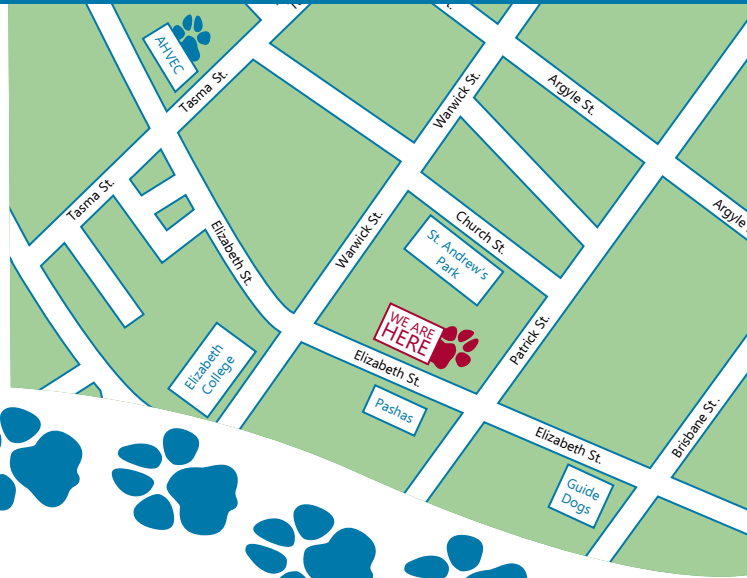 AHVEC
Tasma St.
Warwick St.
Argyle St.
Tasma St.
Argyle
Elizabeth St.
Warwick St.
Church St.
St. Andrew's
Park
WE ARE
HERE
Patrick St.
Elizabeth
College
Elizabeth St.
Pashas
Elizabeth St.
Brisbane St.
Guide
Dogs